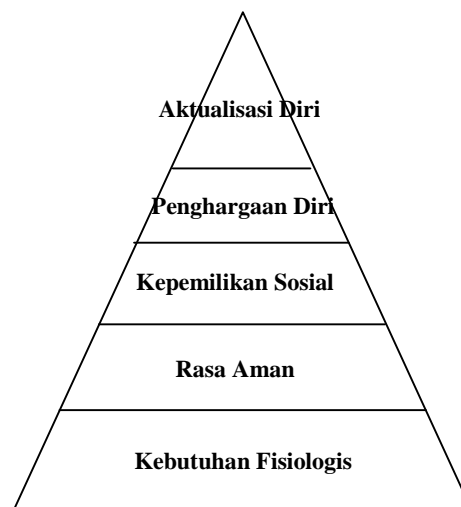 Aktualisasi Diri
Penghargaan Diri
Kepemilikan Sosial
Rasa Aman
Kebutuhan Fisiologis